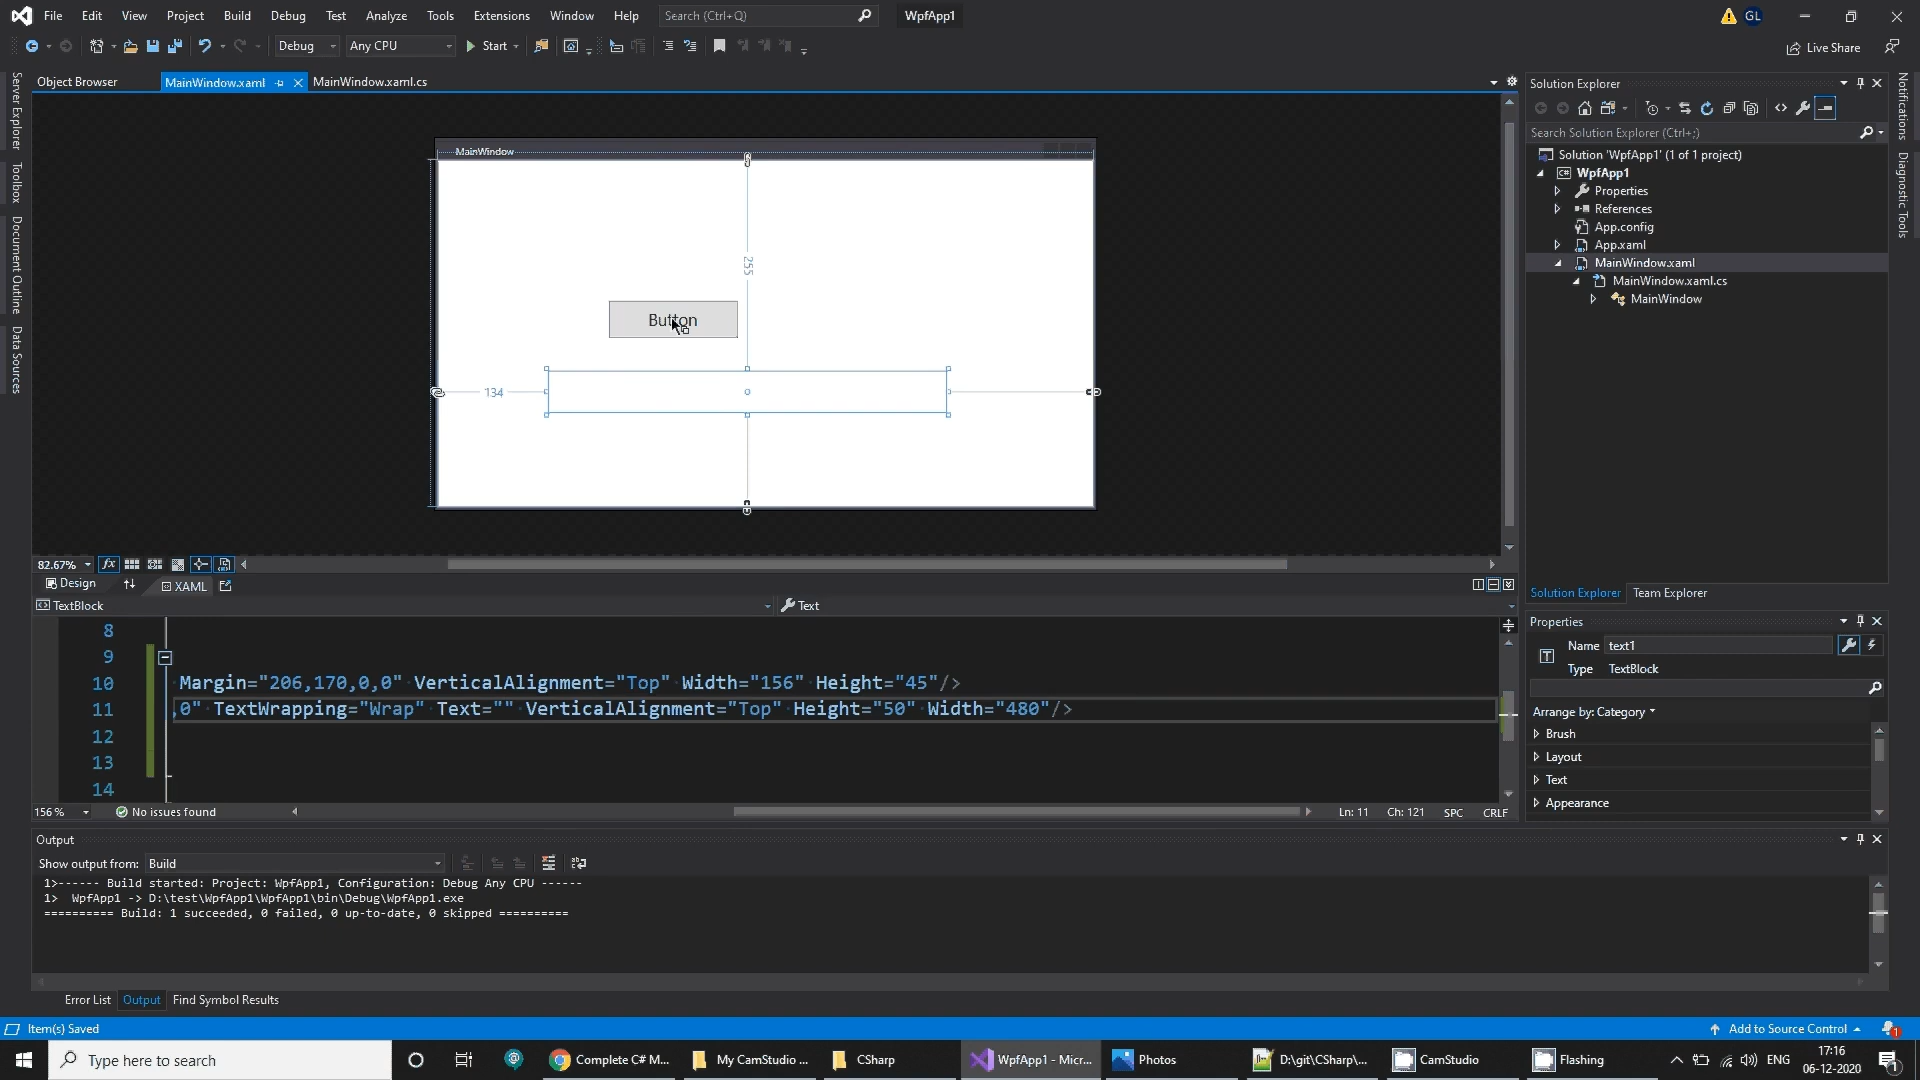 File Edit View Project Build Debug Test Analyze Tools Extensions Window Help Search (Ctrl+Q) WpfApp1 GL
Debug Any CPU Start Live Share
Object Browser MainWindow.xaml MainWindow.xaml.cs
Server Explorer
Toolbox
Document Outline
Data Sources
MainWindow
255
Button
134
82.67%
Design XAML
TextBlock Text
8
9
10 Margin="206,170,0,0" VerticalAlignment="Top" Width="156" Height="45"/>
11 ,0" TextWrapping="Wrap" Text="" VerticalAlignment="Top" Height="50" Width="480"/>
12
13
14
156 % No issues found Ln: 11 Ch: 121 SPC CRLF
Output
Show output from: Build
1>------ Build started: Project: WpfApp1, Configuration: Debug Any CPU ------
1> WpfApp1 -> D:\test\WpfApp1\WpfApp1\bin\Debug\WpfApp1.exe
========== Build: 1 succeeded, 0 failed, 0 up-to-date, 0 skipped ==========
Error List Output Find Symbol Results
Solution Explorer
Search Solution Explorer (Ctrl+;)
Solution 'WpfApp1' (1 of 1 project)
C# WpfApp1
Properties
References
App.config
App.xaml
MainWindow.xaml
MainWindow.xaml.cs
MainWindow
Solution Explorer Team Explorer
Properties
Name text1
Type TextBlock
Arrange by: Category
Brush
Layout
Text
Appearance
Notifications
Diagnostic Tools
Item(s) Saved Add to Source Control 1
Type here to search Complete C# M... My CamStudio ... CSharp WpfApp1 - Micr... Photos D:\git\CSharp\... CamStudio Flashing ENG 17:16
06-12-2020 1